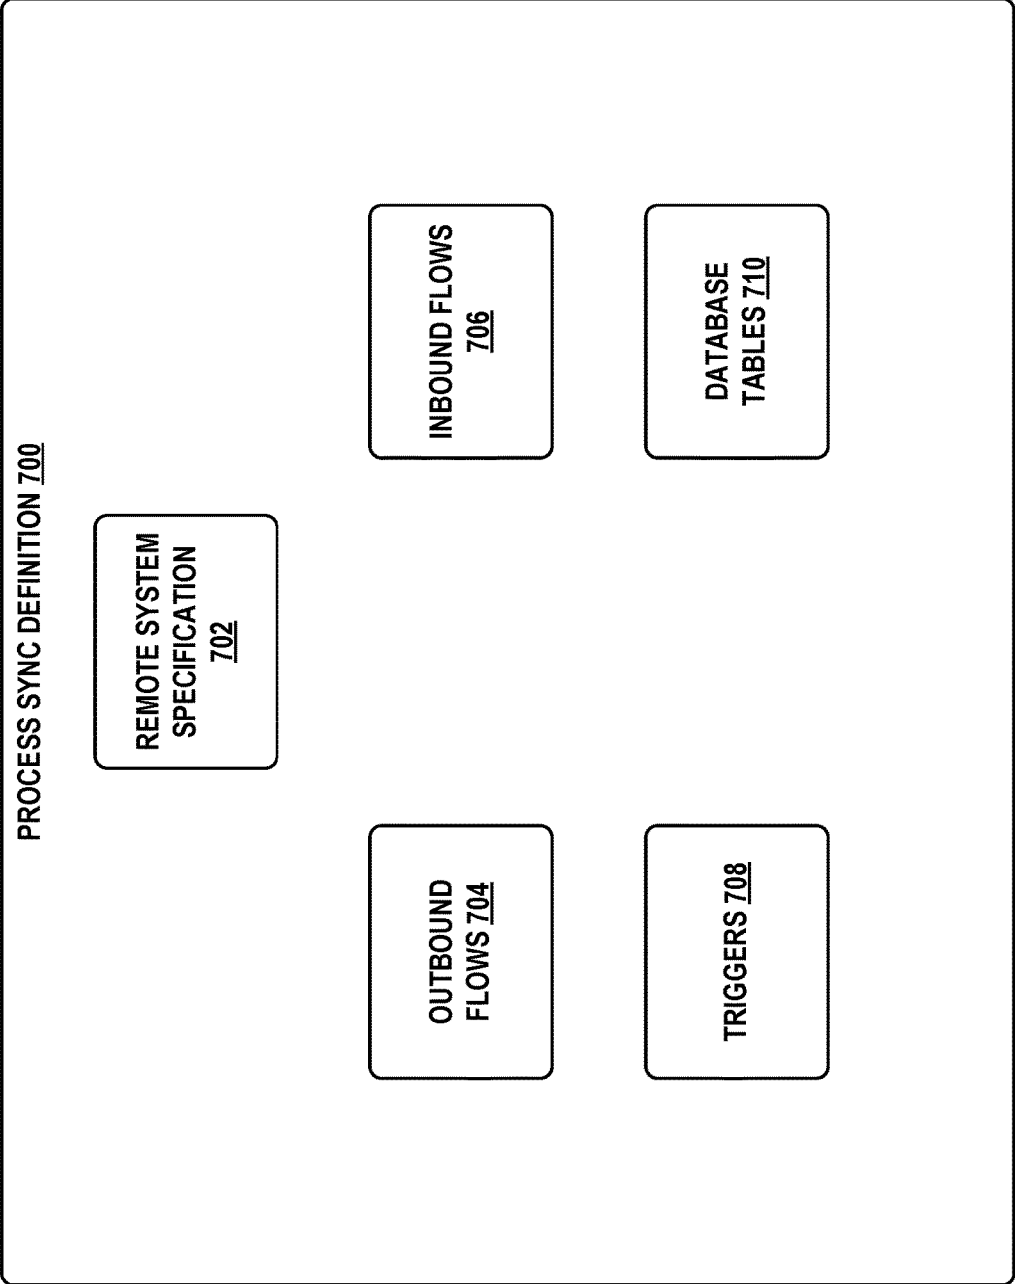 PROCESS SYNC DEFINITION 700
REMOTE SYSTEM
SPECIFICATION
702
OUTBOUND
FLOWS 704
INBOUND FLOWS
706
TRIGGERS 708
DATABASE
TABLES 710